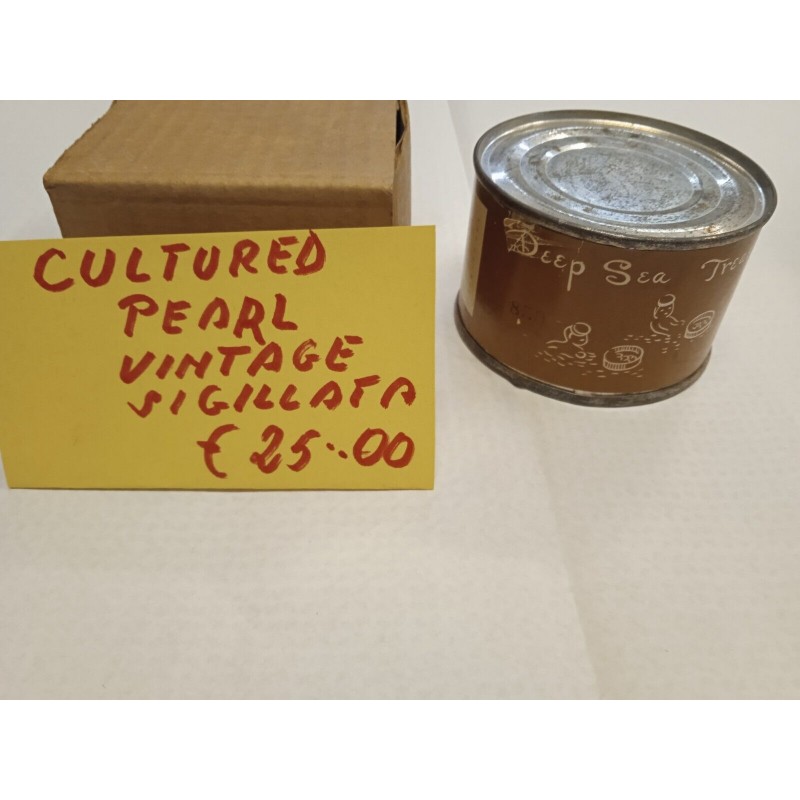 CULTURED
PEARL
VINTAGE
SIGILLATA
€ 25..00
Deep Sea